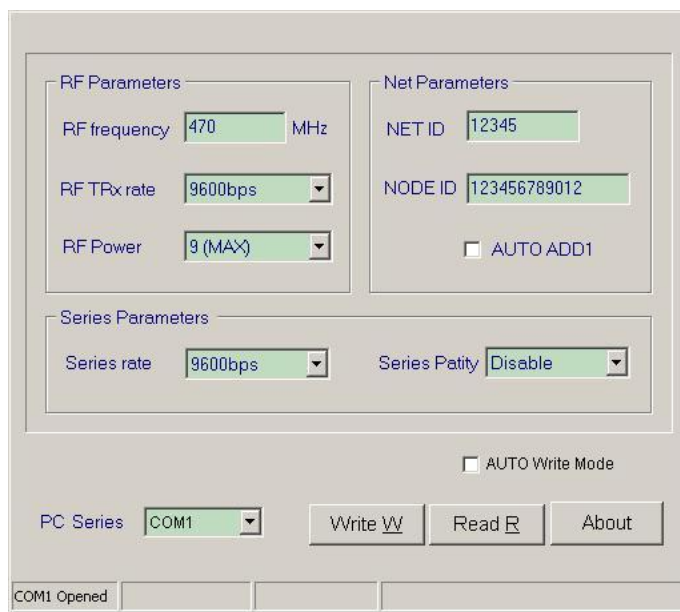 RF Parameters
RF frequency 470 MHz
RF TRx rate 9600bps
RF Power 9 (MAX)
Net Parameters
NET ID 12345
NODE ID 123456789012
AUTO ADD1
Series Parameters
Series rate 9600bps
Series Patity Disable
AUTO Write Mode
PC Series COM1 Write W Read R About
COM1 Opened